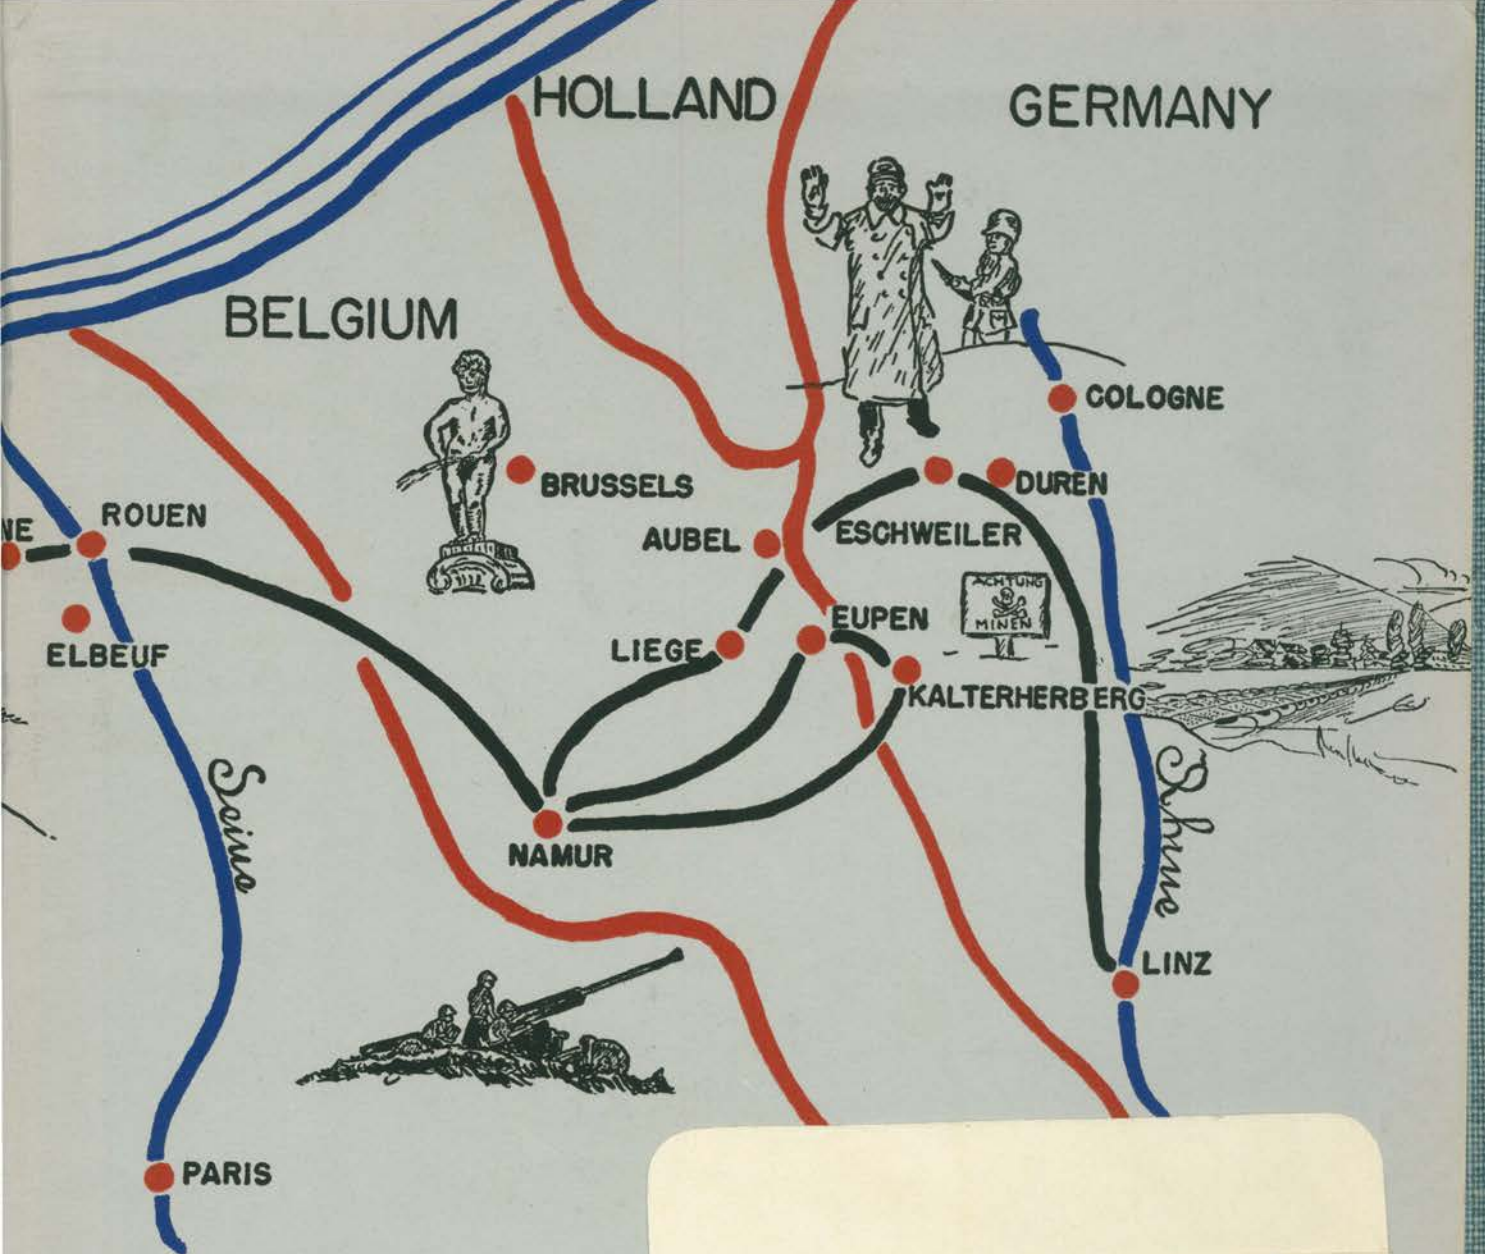 HOLLAND
GERMANY
BELGIUM
COLOGNE
BRUSSELS
DUREN
NE
ROUEN
AUBEL
ESCHWEILER
ACHTUNG
MINEN
EUPEN
ELBEUF
LIEGE
KALTERHERBERG
Seine
Rhine
NAMUR
LINZ
PARIS